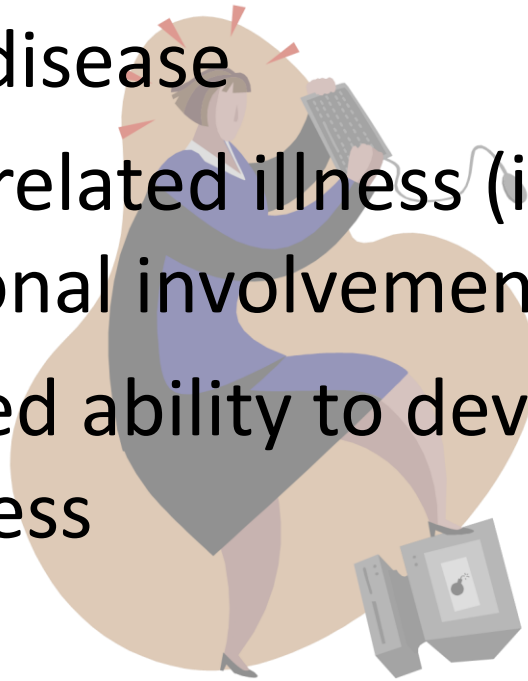 disease
related illness (i
onal involvemen
ed ability to dev
ess